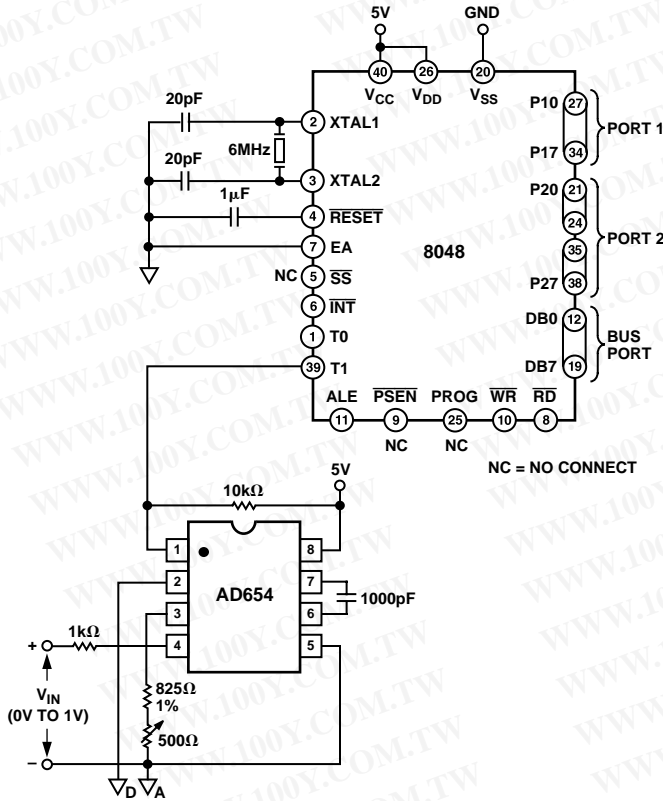 5V GND
40 26 20
VCC VDD VSS
20pF
2 XTAL1
6MHz
20pF
3 XTAL2
1μF
4 RESET
7 EA
NC 5 SS
6 INT
1 T0
39 T1
8048
P10 27
P17 34
PORT 1
P20 21
24
35
P27 38
PORT 2
DB0 12
DB7 19
BUS
PORT
ALE PSEN PROG WR RD
11 9 25 10 8
NC NC
NC = NO CONNECT
5V
10kΩ
1 8
2 7
3 6
4 5
AD654
1000pF
+ 1kΩ
VIN
(0V TO 1V)
–
825Ω
1%
500Ω
D A
WWW.100Y.COM.TW